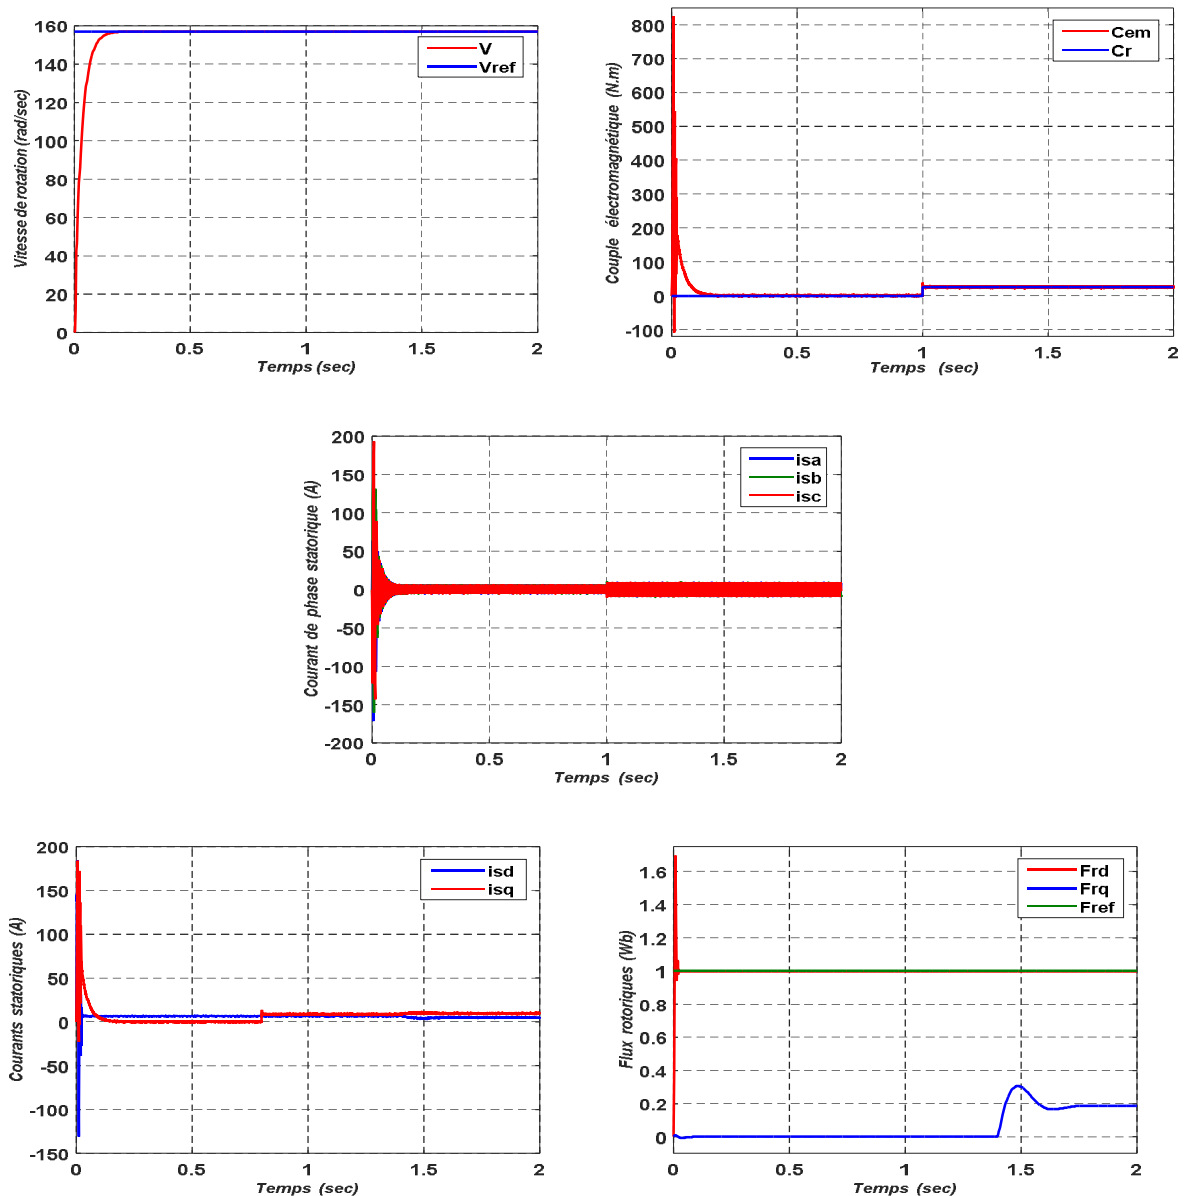 160
140
120
100
80
60
40
20
0
Vitesse de rotation (rad/sec)
V
Vref
0 0.5 1 1.5 2
Temps (sec)
800
700
600
500
400
300
200
100
0
-100
Couple électromagnétique (N.m)
Cem
Cr
0 0.5 1 1.5 2
Temps (sec)
200
150
100
50
0
-50
-100
-150
-200
Courant de phase statorique (A)
isa
isb
isc
0 0.5 1 1.5 2
Temps (sec)
200
150
100
50
0
-50
-100
-150
Courants statoriques (A)
isd
isq
0 0.5 1 1.5 2
Temps (sec)
1.6
1.4
1.2
1
0.8
0.6
0.4
0.2
0
Flux rotoriques (Wb)
Frd
Frq
Fref
0 0.5 1 1.5 2
Temps (sec)